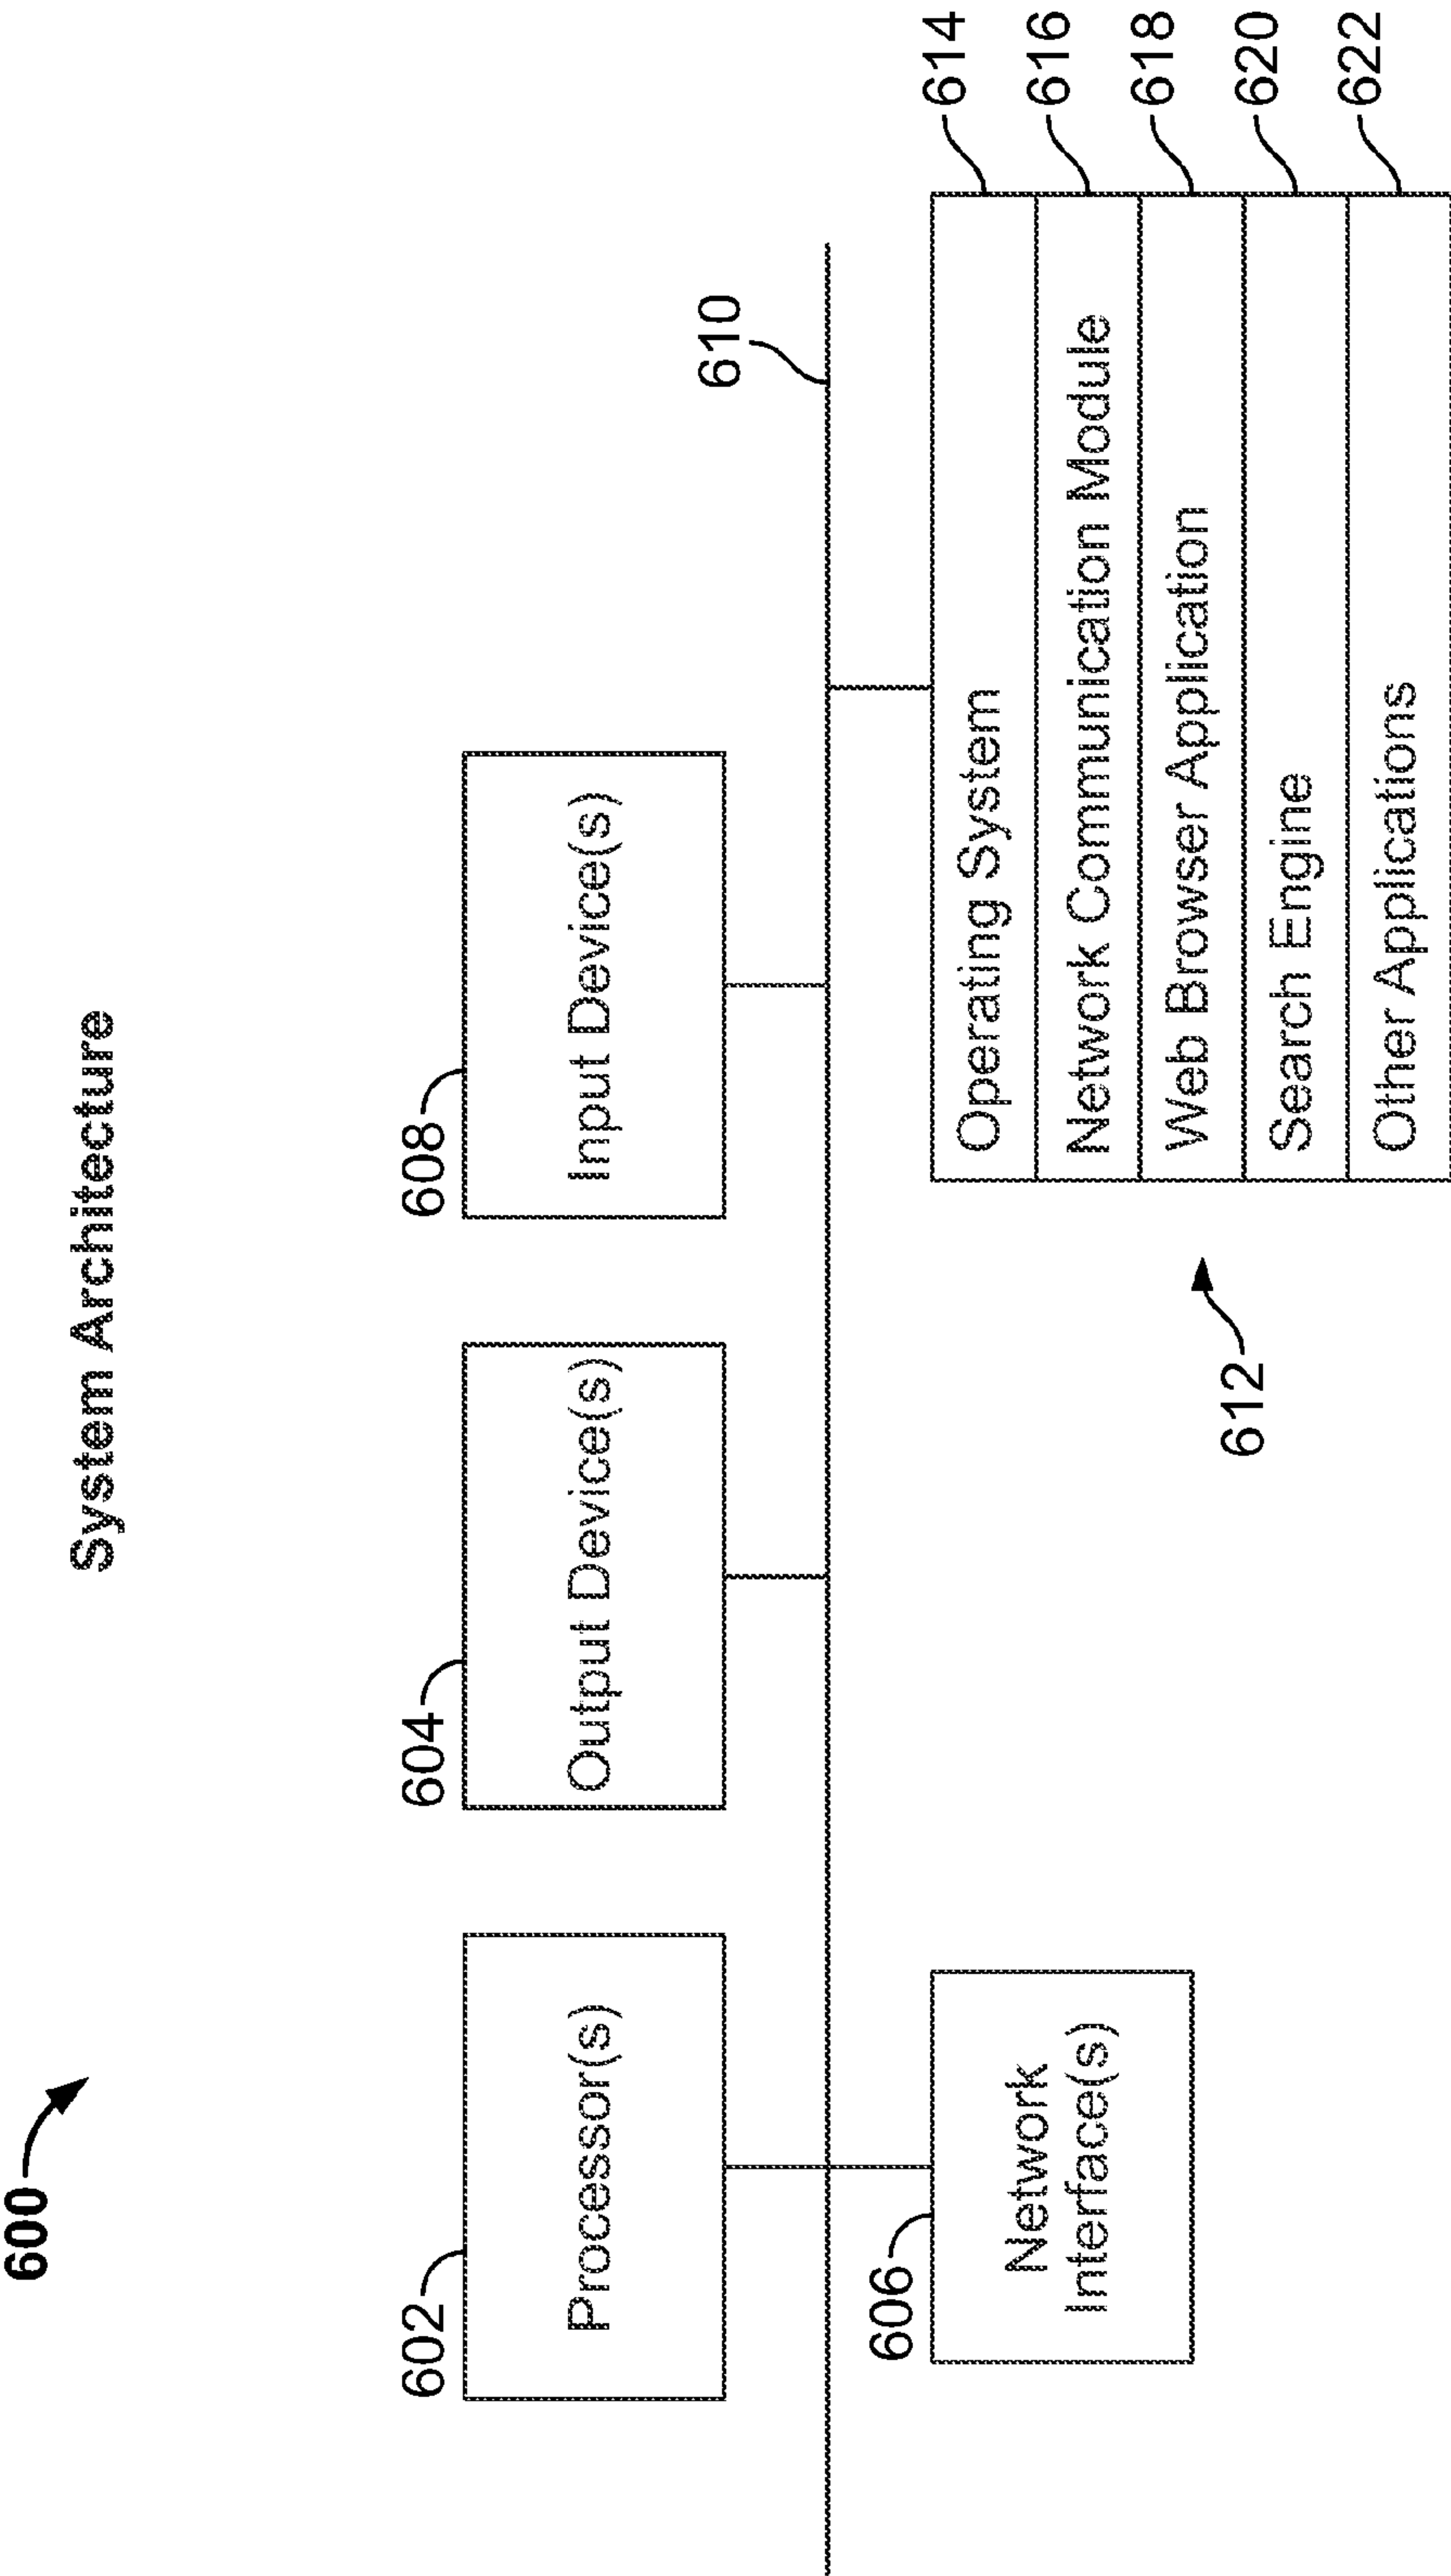 System Architecture
600
602
Processor(s)
604
Output Device(s)
608
Input Device(s)
610
606
Network
Interface(s)
612
Operating System
614
Network Communication Module
616
Web Browser Application
618
Search Engine
620
Other Applications
622